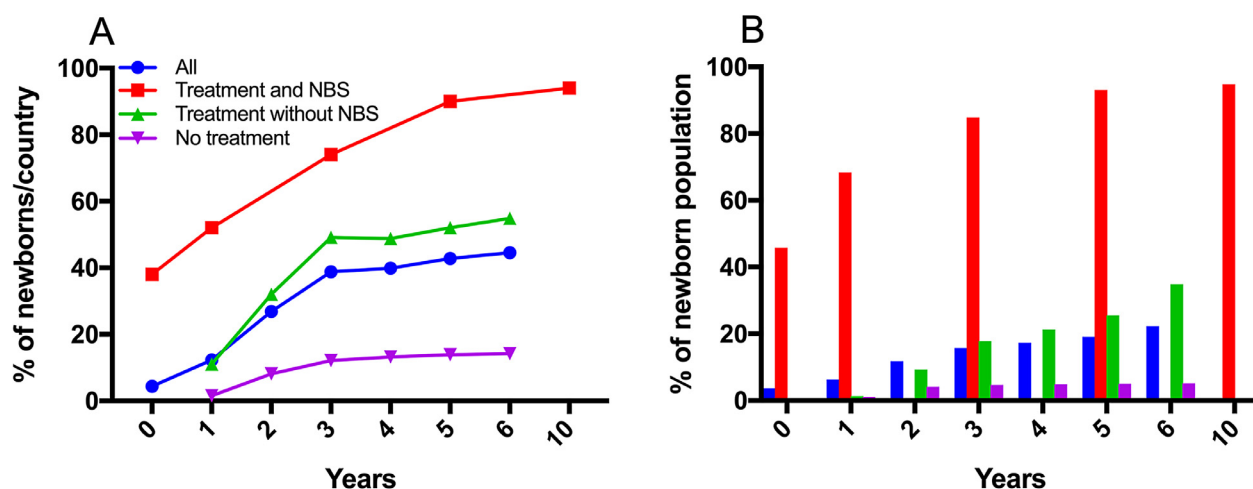 A
All
Treatment and NBS
Treatment without NBS
No treatment
% of newborns/country
100
80
60
40
20
0
0 1 2 3 4 5 6 10
Years
B
% of newborn population
100
80
60
40
20
0
0 1 2 3 4 5 6 10
Years